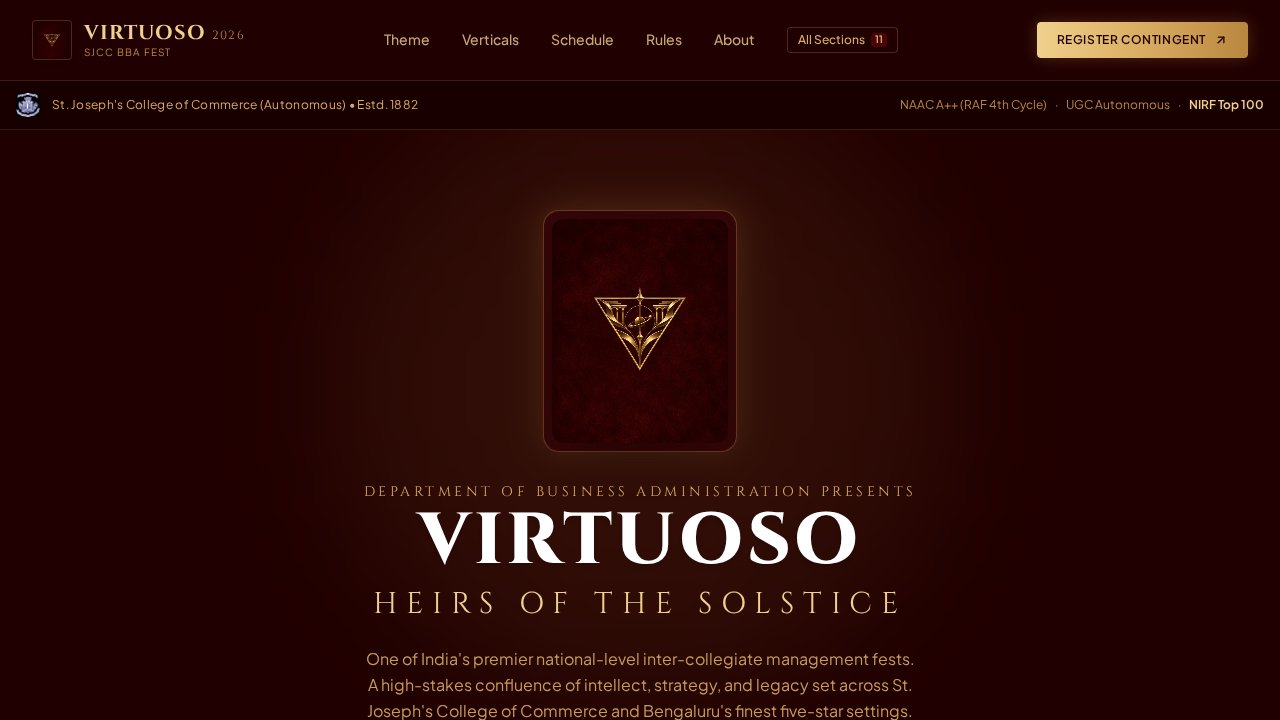 VIRTUOSO 2026
SJCC BBA FEST
Theme
Verticals
Schedule
Rules
About
All Sections 11
REGISTER CONTINGENT
St. Joseph's College of Commerce (Autonomous) • Estd. 1882
NAAC A++ (RAF 4th Cycle) · UGC Autonomous · NIRF Top 100
DEPARTMENT OF BUSINESS ADMINISTRATION PRESENTS
VIRTUOSO
HEIRS OF THE SOLSTICE
One of India's premier national-level inter-collegiate management fests.
A high-stakes confluence of intellect, strategy, and legacy set across St.
Joseph's College of Commerce and Bengaluru's finest five-star settings.